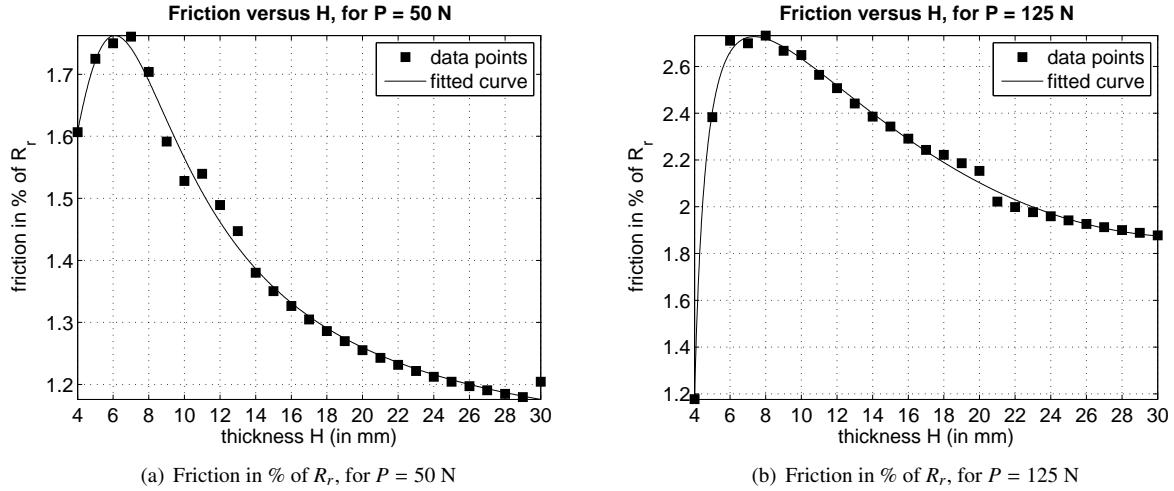 Friction versus H, for P = 50 N
data points
fitted curve
friction in % of R_r
1.7
1.6
1.5
1.4
1.3
1.2
4 6 8 10 12 14 16 18 20 22 24 26 28 30
thickness H (in mm)
(a) Friction in % of R_r, for P = 50 N
Friction versus H, for P = 125 N
data points
fitted curve
friction in % of R_r
2.6
2.4
2.2
2
1.8
1.6
1.4
1.2
4 6 8 10 12 14 16 18 20 22 24 26 28 30
thickness H (in mm)
(b) Friction in % of R_r, for P = 125 N